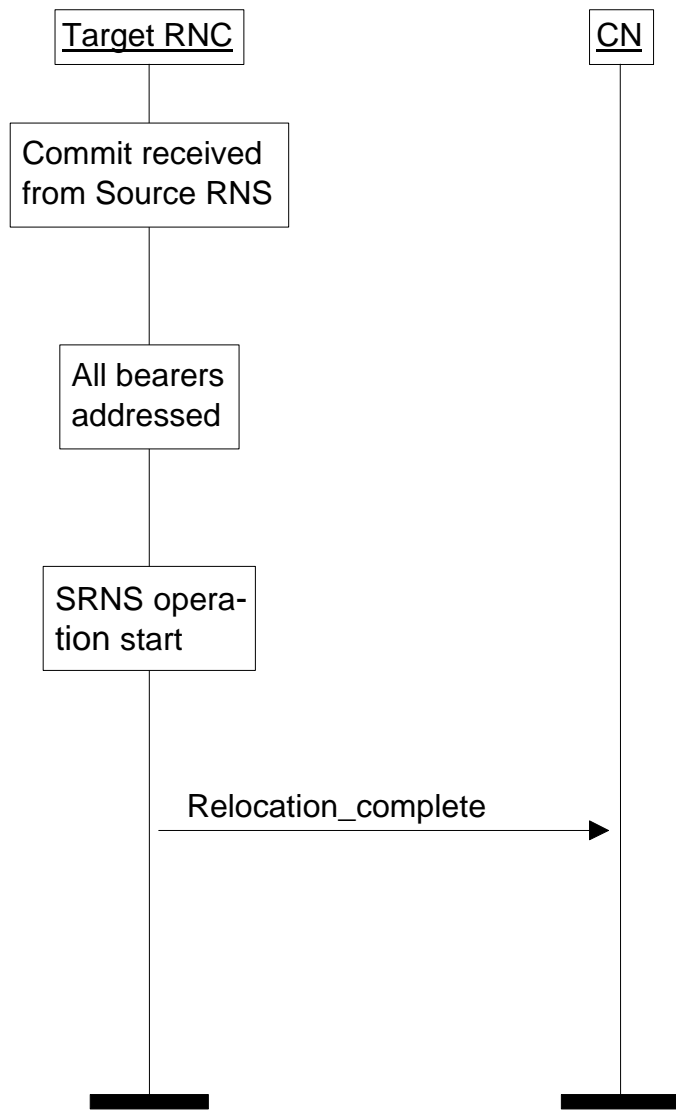 Target RNC
CN
Commit received
from Source RNS
All bearers
addressed
SRNS opera-
tion start
Relocation_complete